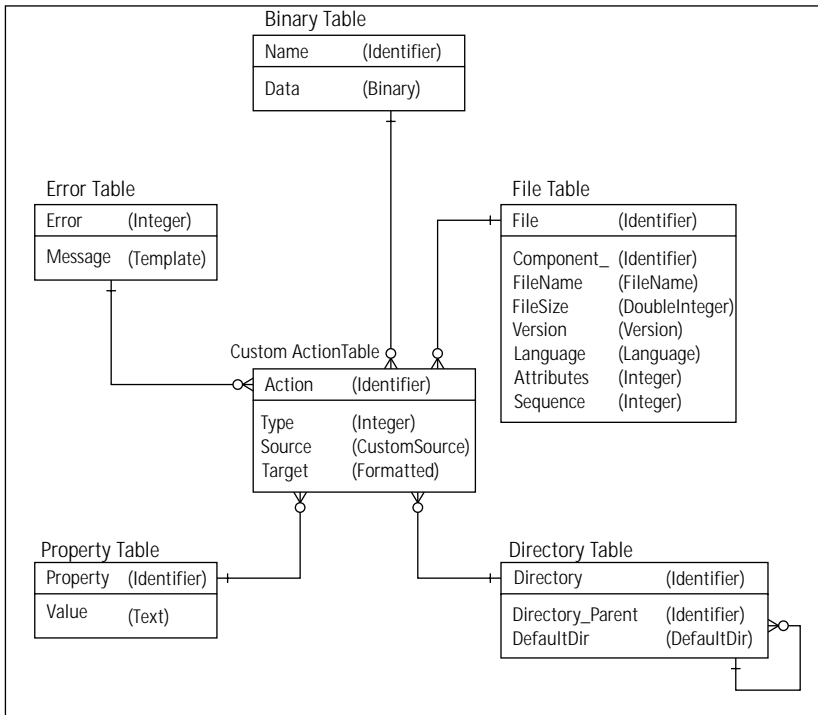 Binary Table
Name (Identifier)
Data (Binary)
Error Table
Error (Integer)
Message (Template)
File Table
File (Identifier)
Component_ (Identifier)
FileName (FileName)
FileSize (DoubleInteger)
Version (Version)
Language (Language)
Attributes (Integer)
Sequence (Integer)
Custom ActionTable
Action (Identifier)
Type (Integer)
Source (CustomSource)
Target (Formatted)
Property Table
Property (Identifier)
Value (Text)
Directory Table
Directory (Identifier)
Directory_Parent (Identifier)
DefaultDir (DefaultDir)